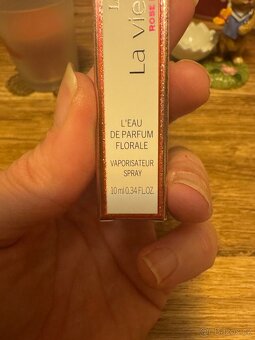 La vie
ROSE
L'EAU
DE PARFUM
FLORALE
VAPORISATEUR
SPRAY
10 ml 0.34 FL.OZ.